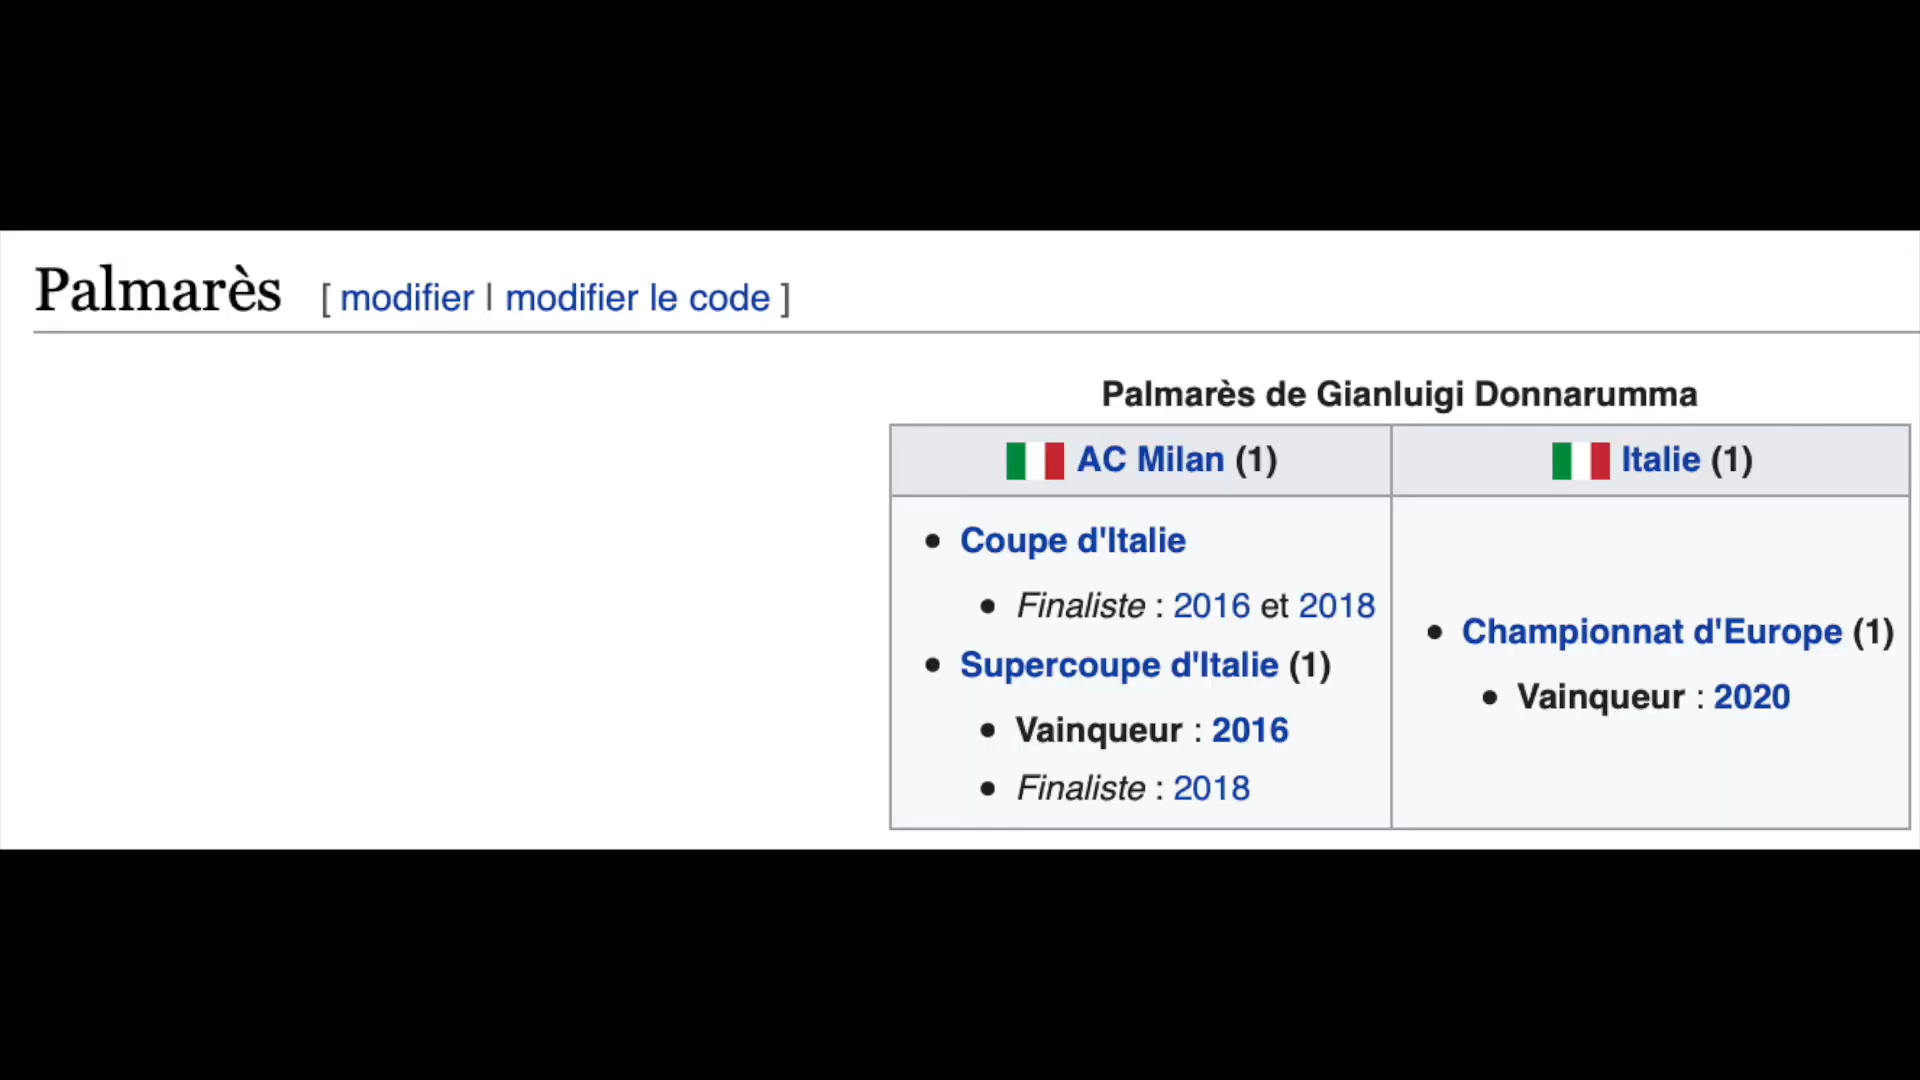 Palmarès [ modifier | modifier le code ]
Palmarès de Gianluigi Donnarumma
AC Milan (1)
Italie (1)
Coupe d'Italie
Finaliste : 2016 et 2018
Supercoupe d'Italie (1)
Vainqueur : 2016
Finaliste : 2018
Championnat d'Europe (1)
Vainqueur : 2020